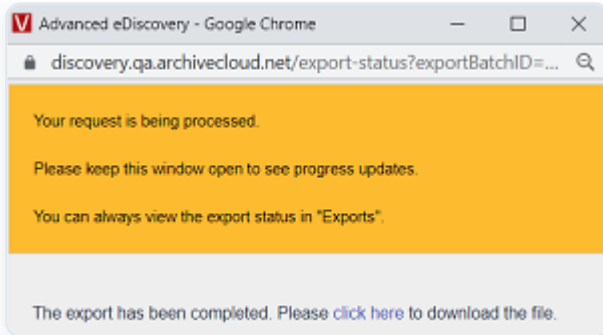 V Advanced eDiscovery - Google Chrome
discovery.qa.archivecloud.net/export-status?exportBatchID=...
Your request is being processed.
Please keep this window open to see progress updates.
You can always view the export status in "Exports".
The export has been completed. Please click here to download the file.